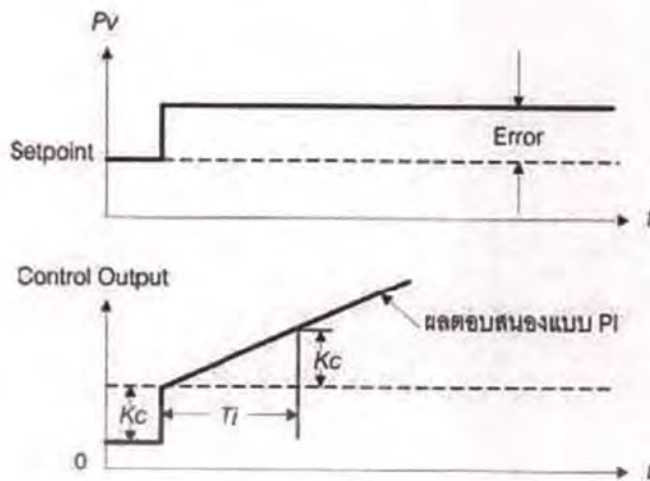 Pv
Setpoint
Error
t
Control Output
ผลตอบสนองแบบ PI
Kc
Kc
TI
0
t